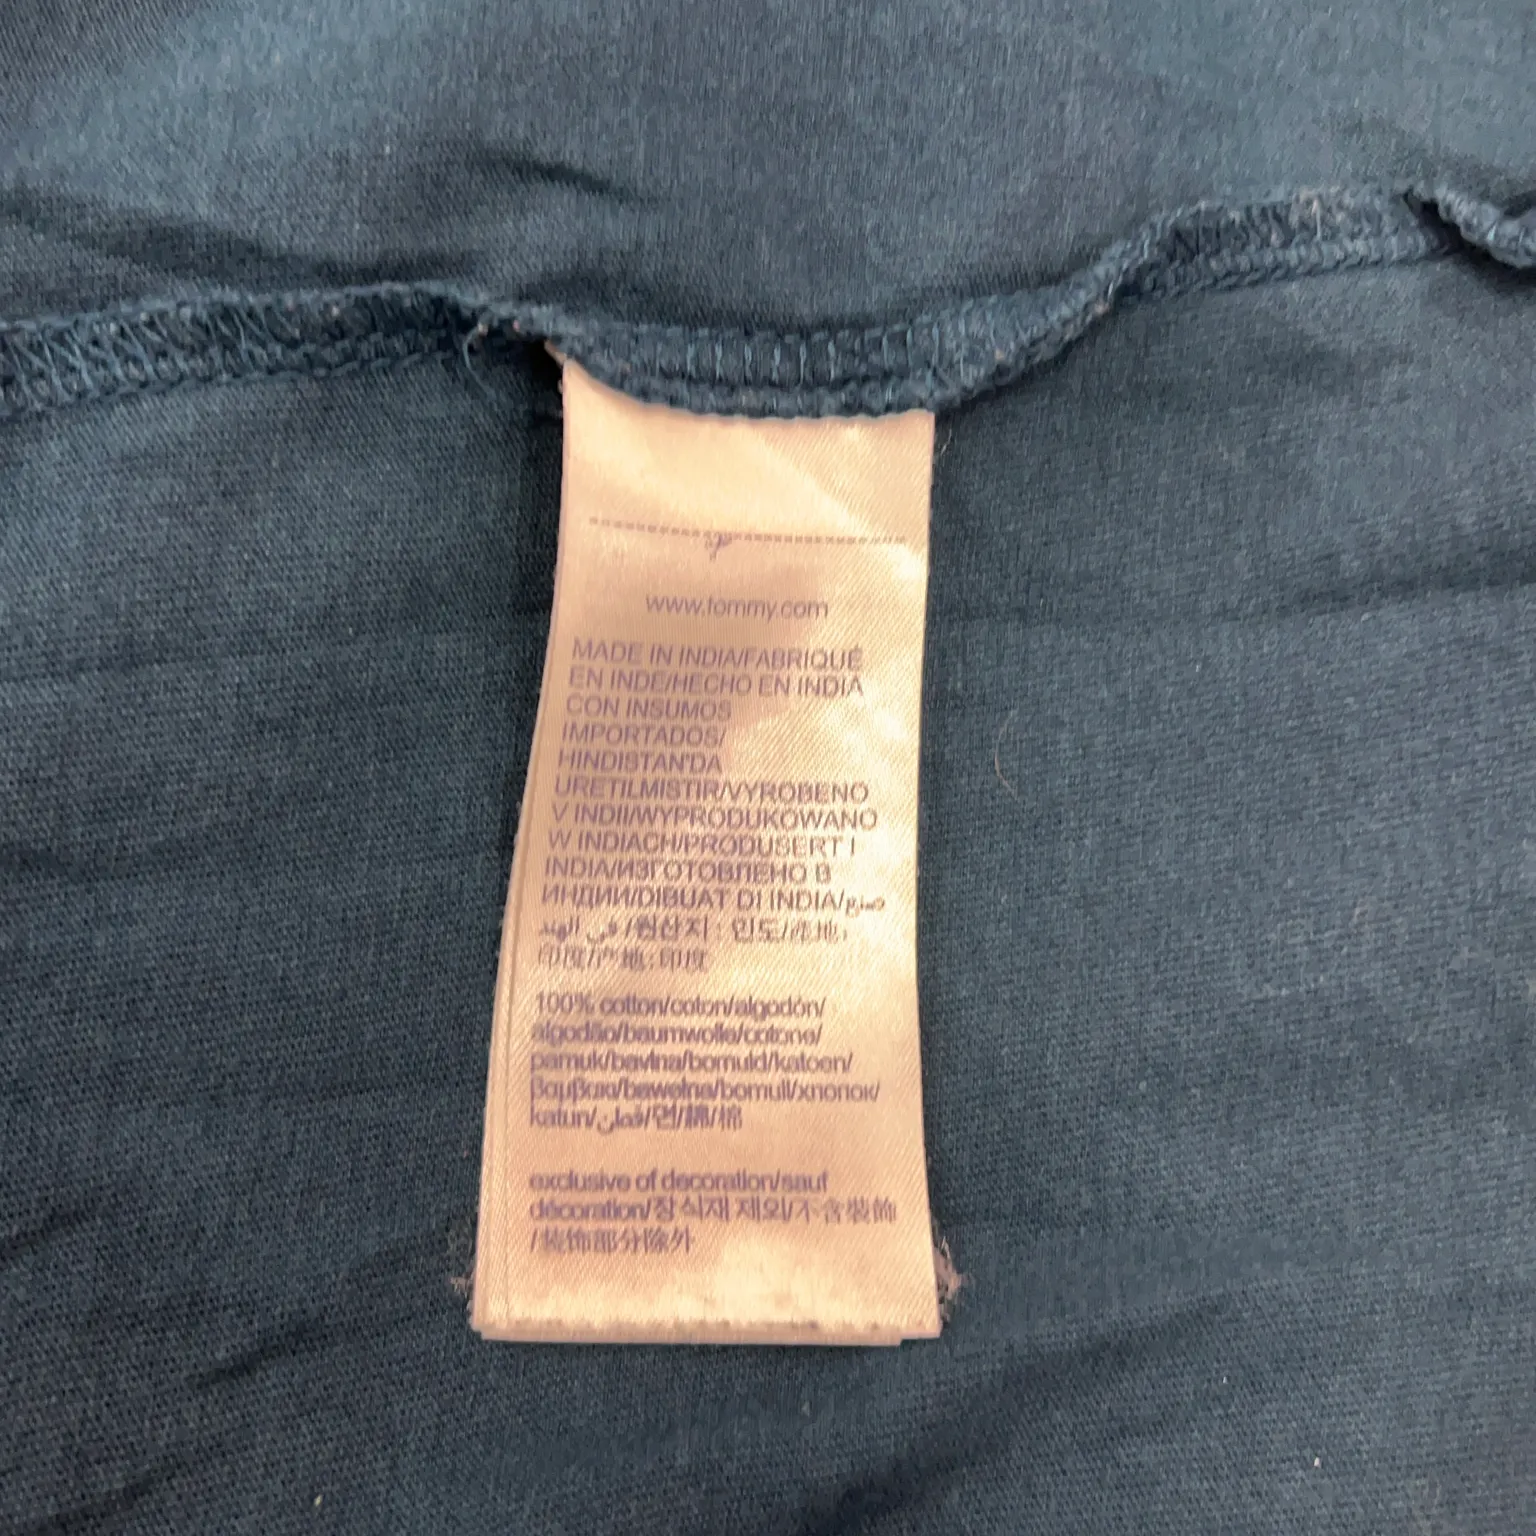 www.tommy.com
MADE IN INDIA/FABRIQUÉ
EN INDE/HECHO EN INDIA
CON INSUMOS
IMPORTADOS/
HINDISTAN'DA
URETILMISTIR/VYROBENO
V INDII/WYPRODUKOWANO
W INDIACH/PRODUSERT I
INDIA/ИЗГОТОВЛЕНО В
ИНДИИ/DIBUAT DI INDIA/صنع
في الهند/원산지 : 인도/產地:
印度/产地:印度
100% cotton/coton/algodón/
algodão/baumwolle/cotone/
pamuk/bavlna/bomuld/katoen/
βαμβακι/bawełna/bomull/хлопок/
katun/قطن/면/綿/棉
exclusive of decoration/sauf
décoration/장식재 제외/不含裝飾
/装饰部分除外